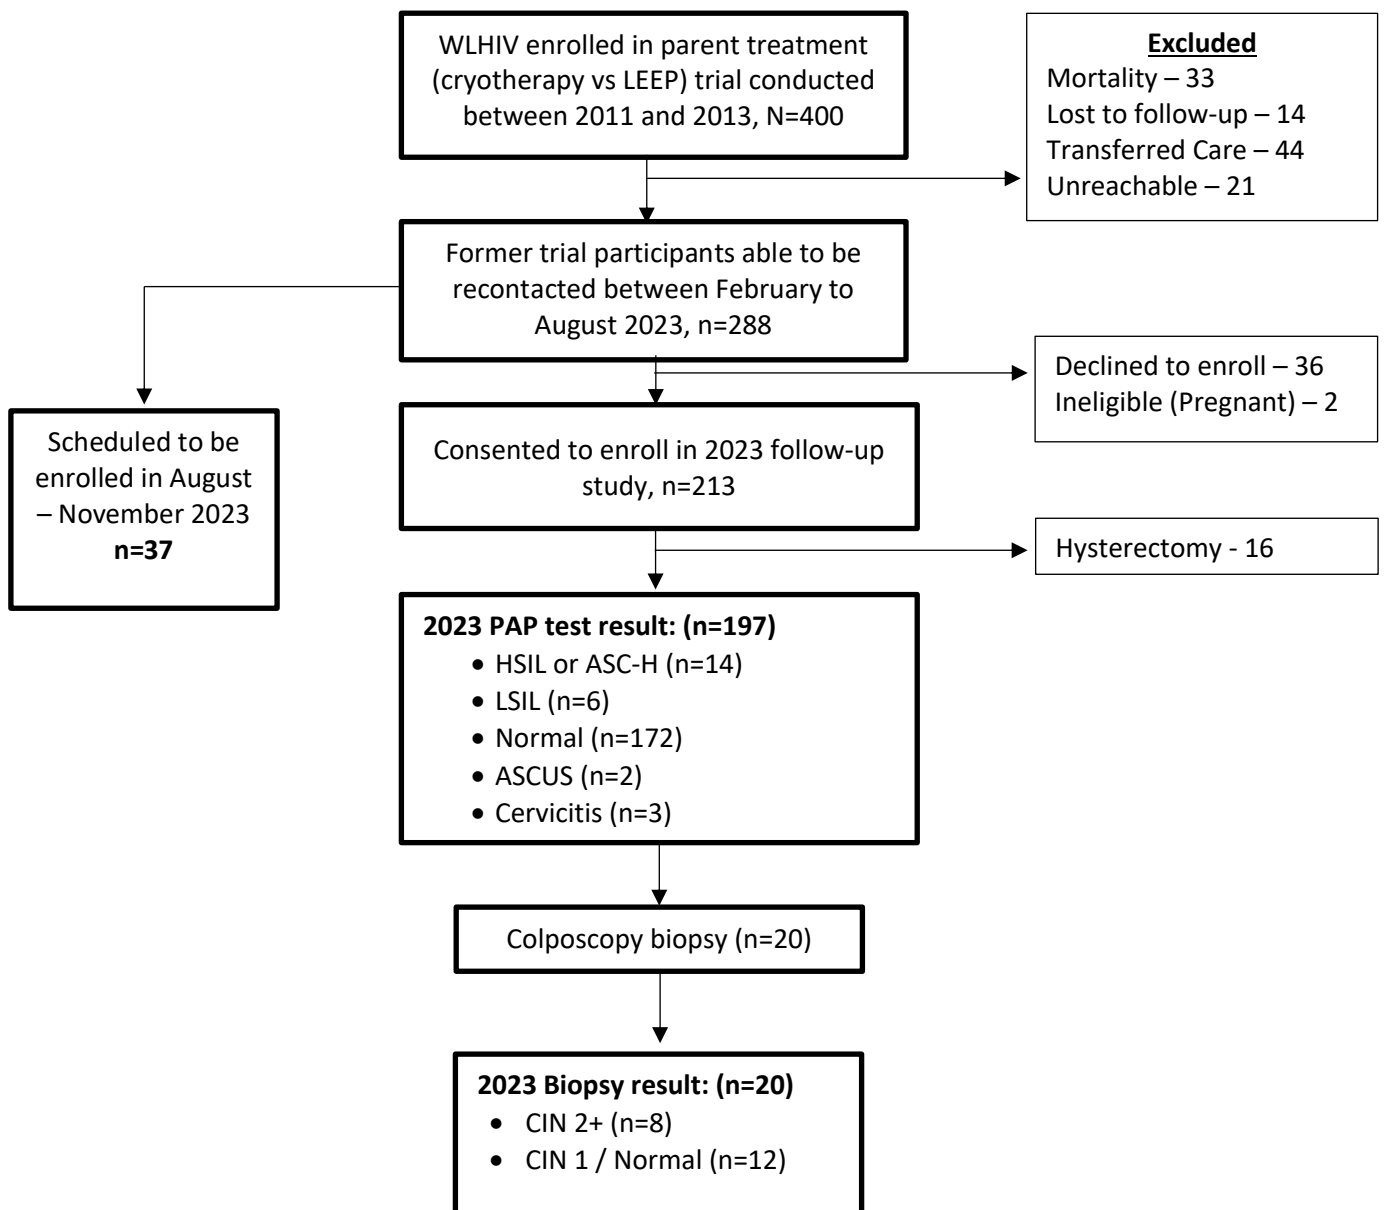 WLHIV enrolled in parent treatment
(cryotherapy vs LEEP) trial conducted
between 2011 and 2013, N=400
Excluded
Mortality – 33
Lost to follow-up – 14
Transferred Care – 44
Unreachable – 21
Former trial participants able to be
recontacted between February to
August 2023, n=288
Declined to enroll – 36
Ineligible (Pregnant) – 2
Scheduled to be
enrolled in August
– November 2023
n=37
Consented to enroll in 2023 follow-up
study, n=213
Hysterectomy - 16
2023 PAP test result: (n=197)
• HSIL or ASC-H (n=14)
• LSIL (n=6)
• Normal (n=172)
• ASCUS (n=2)
• Cervicitis (n=3)
Colposcopy biopsy (n=20)
2023 Biopsy result: (n=20)
• CIN 2+ (n=8)
• CIN 1 / Normal (n=12)